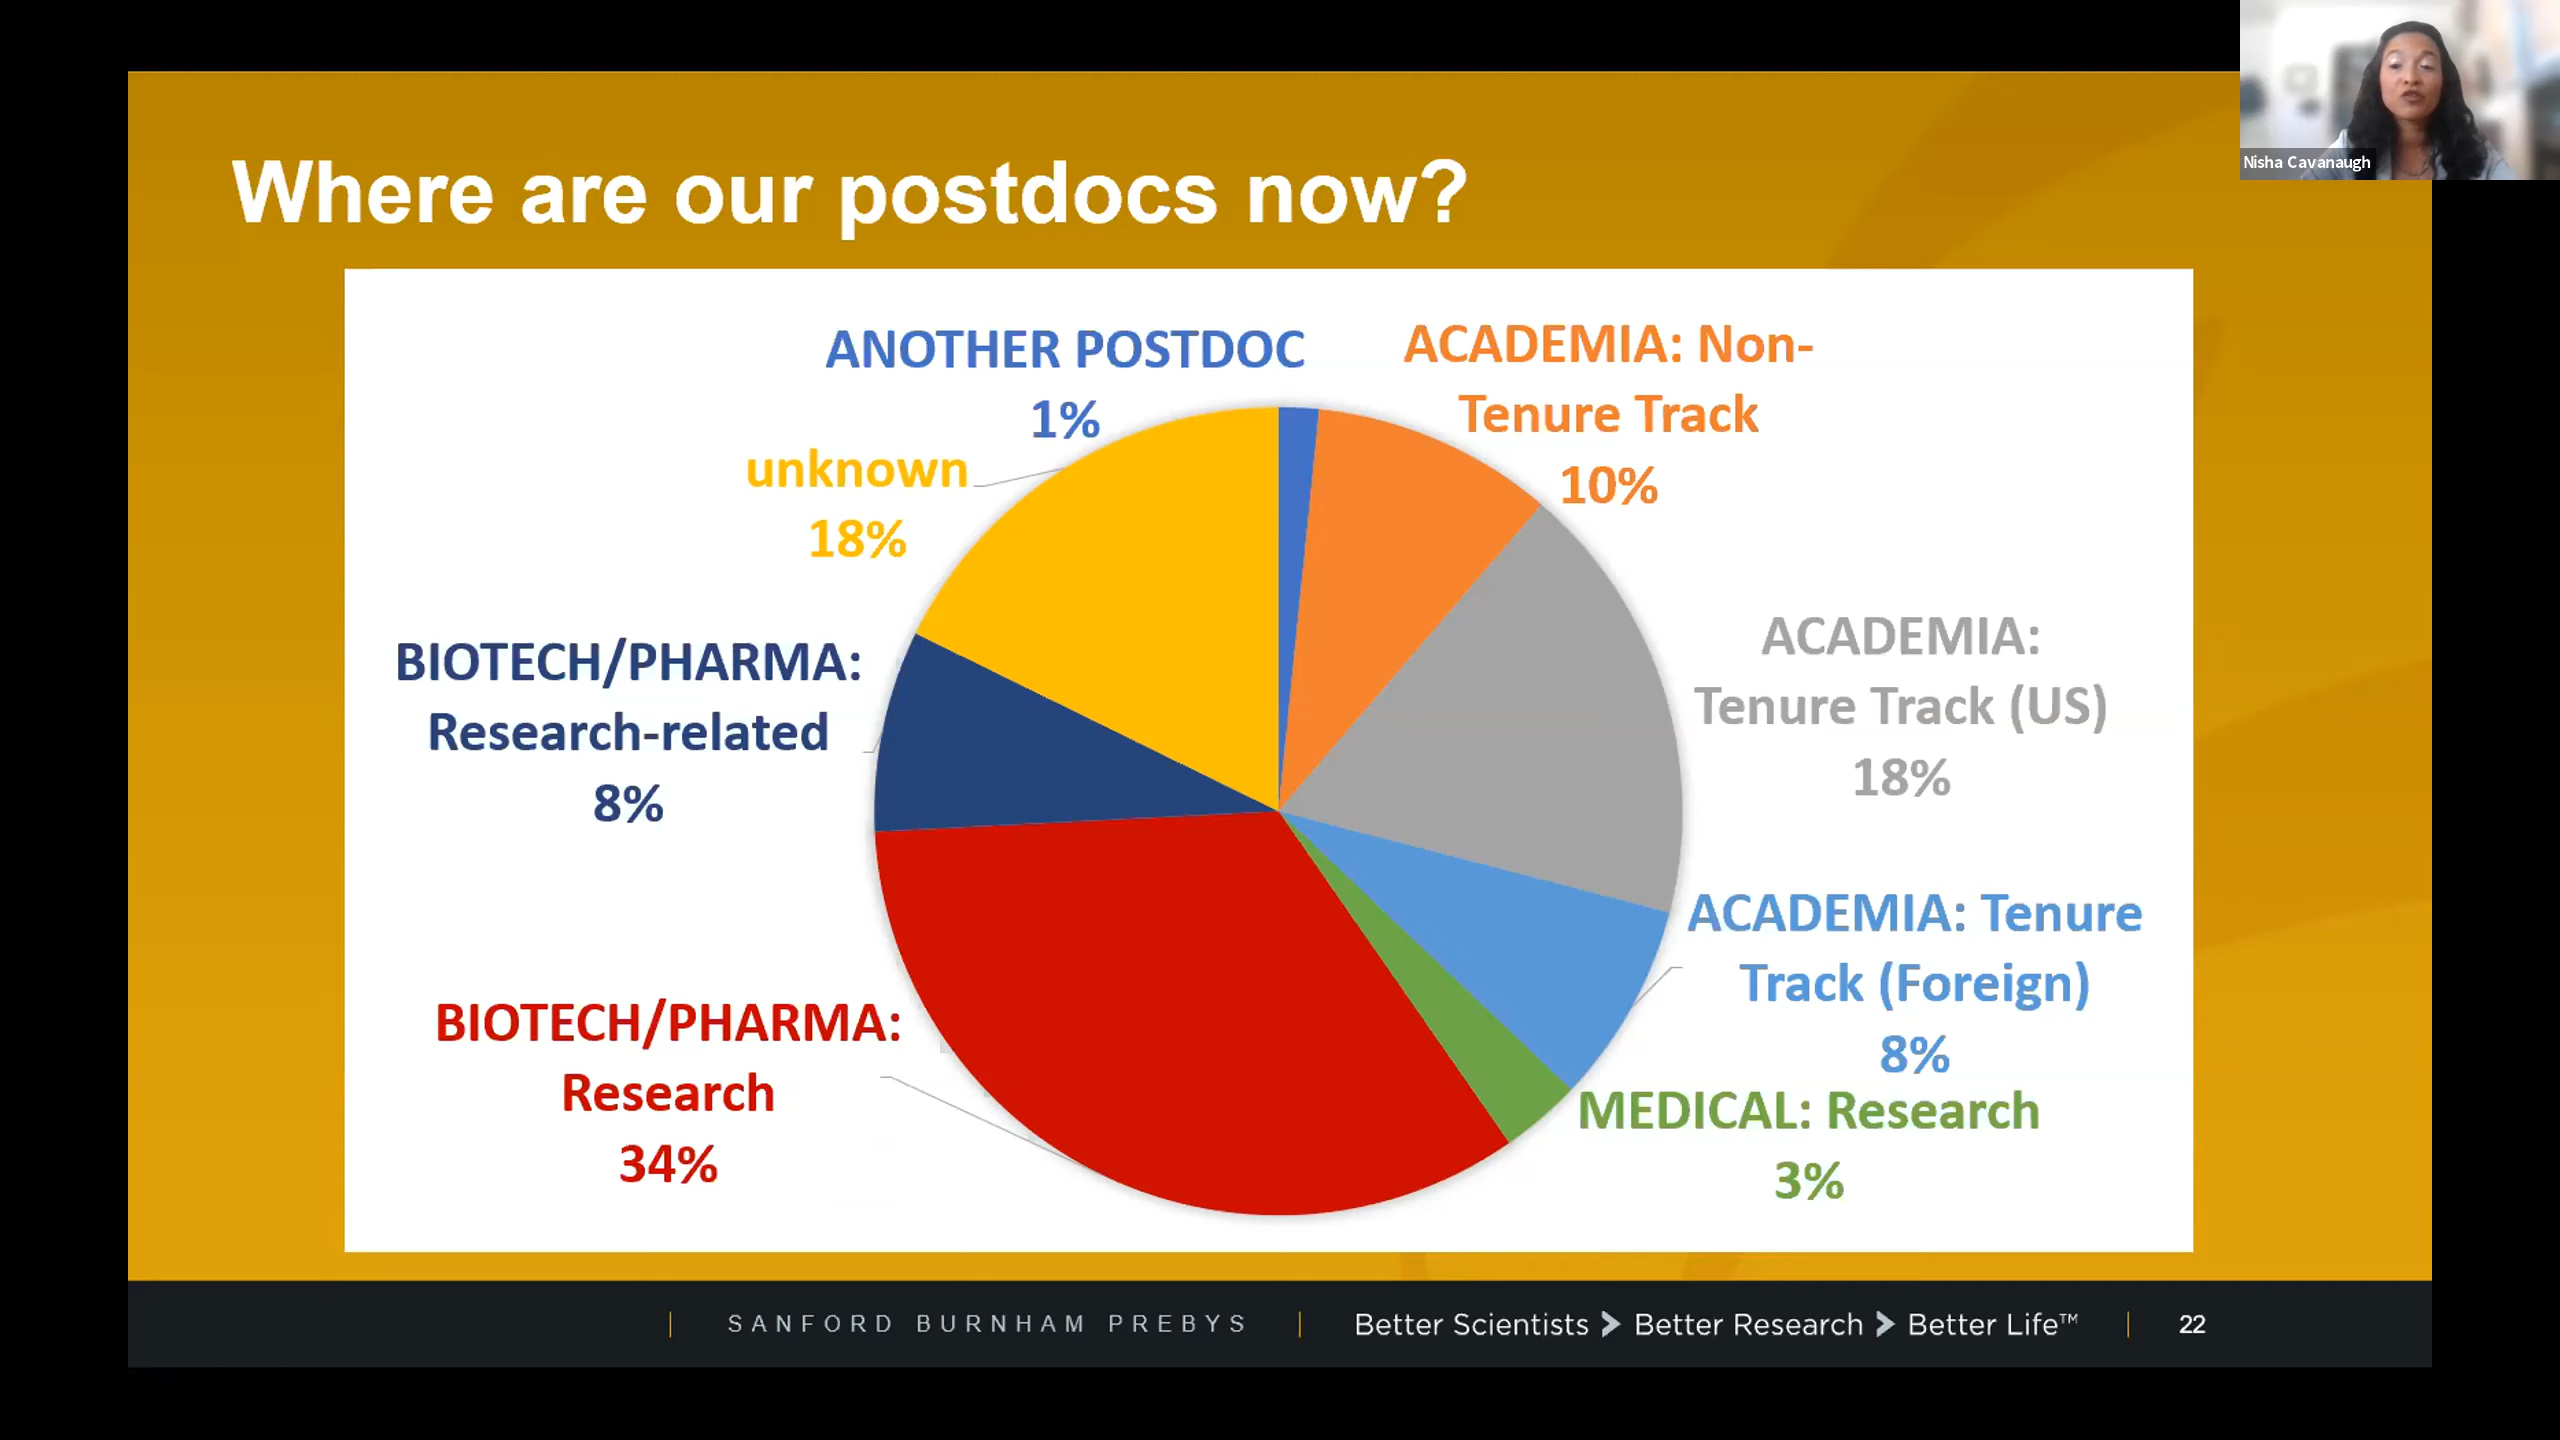 Nisha Cavanaugh
Where are our postdocs now?
ANOTHER POSTDOC
1%
ACADEMIA: Non-
Tenure Track
10%
unknown
18%
ACADEMIA:
Tenure Track (US)
18%
BIOTECH/PHARMA:
Research-related
8%
ACADEMIA: Tenure
Track (Foreign)
8%
BIOTECH/PHARMA:
Research
34%
MEDICAL: Research
3%
SANFORD BURNHAM PREBYS
Better Scientists > Better Research > Better Life™
22